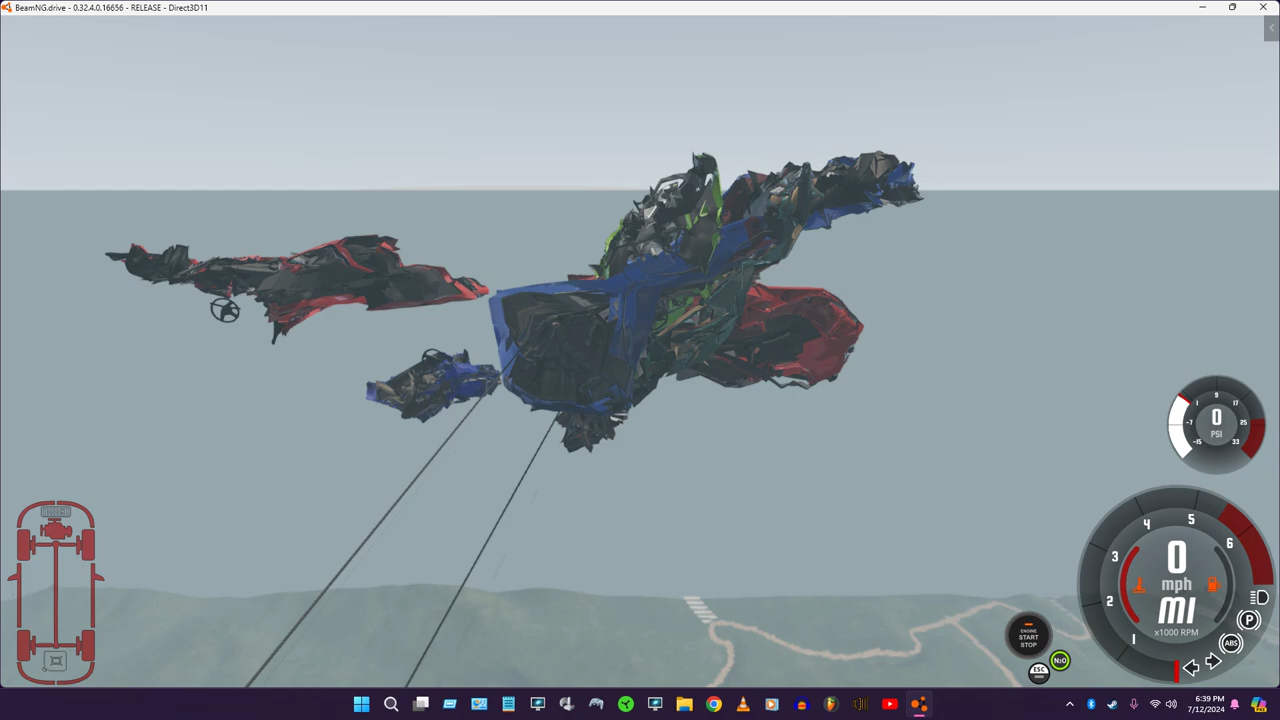 BeamNG.drive - 0.32.4.0.16656 - RELEASE - Direct3D11
1 9 17
-7 0 25
PSI
-15 33
4 5
3 6
0
mph
2 MI
x1000 RPM
1
ENGINE
START
STOP
P
ABS
N₂O
ESC
6:39 PM
7/12/2024